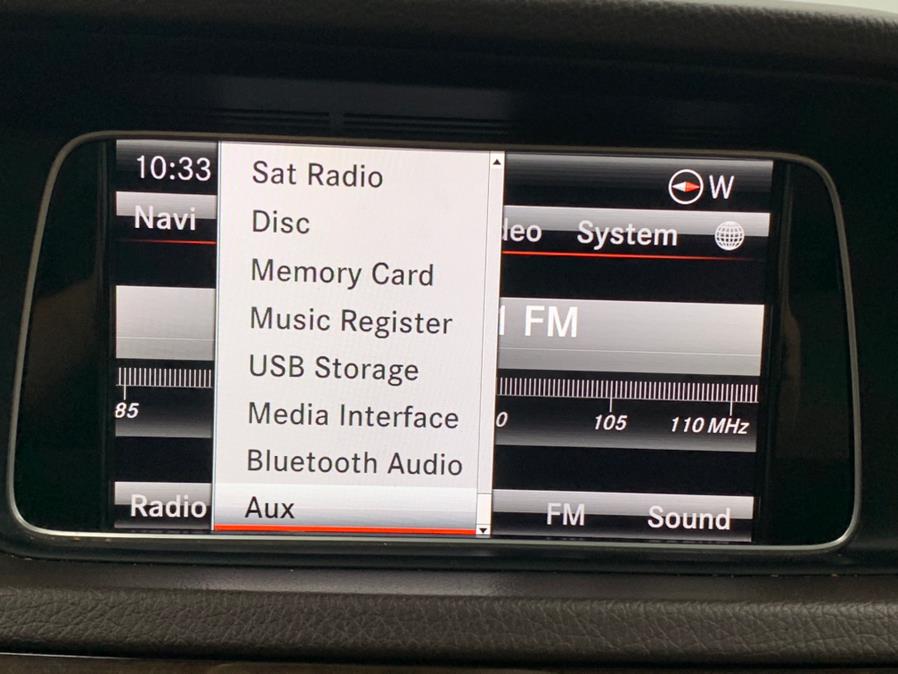 10:33
W
Navi
System
Sat Radio
Disc
Memory Card
Music Register
USB Storage
Media Interface
Bluetooth Audio
Aux
FM
85
105
110 MHz
Radio
FM
Sound